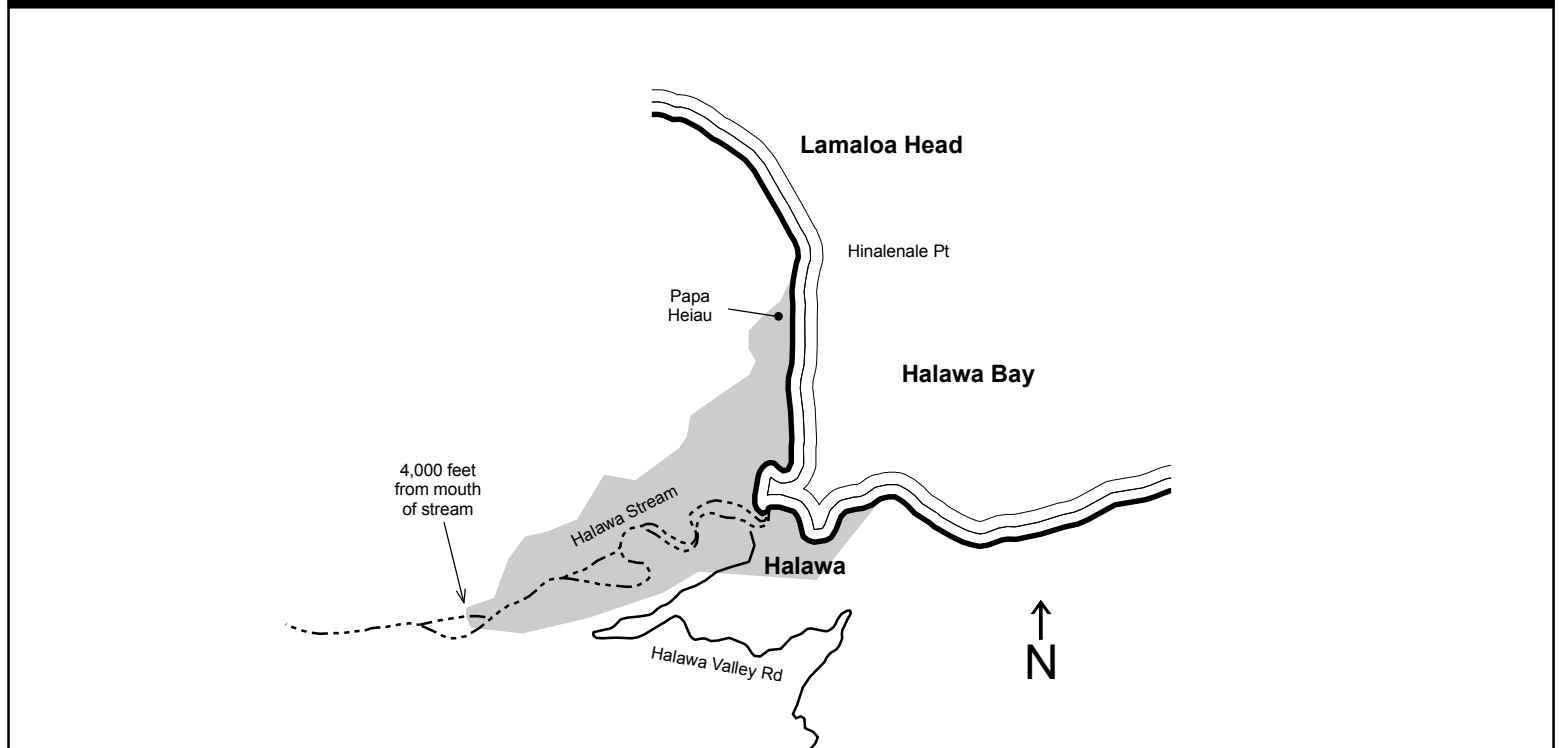 Lamaloa Head
Hinalenale Pt
Papa
Heiau
Halawa Bay
4,000 feet
from mouth
of stream
Halawa Stream
Halawa
Halawa Valley Rd
N